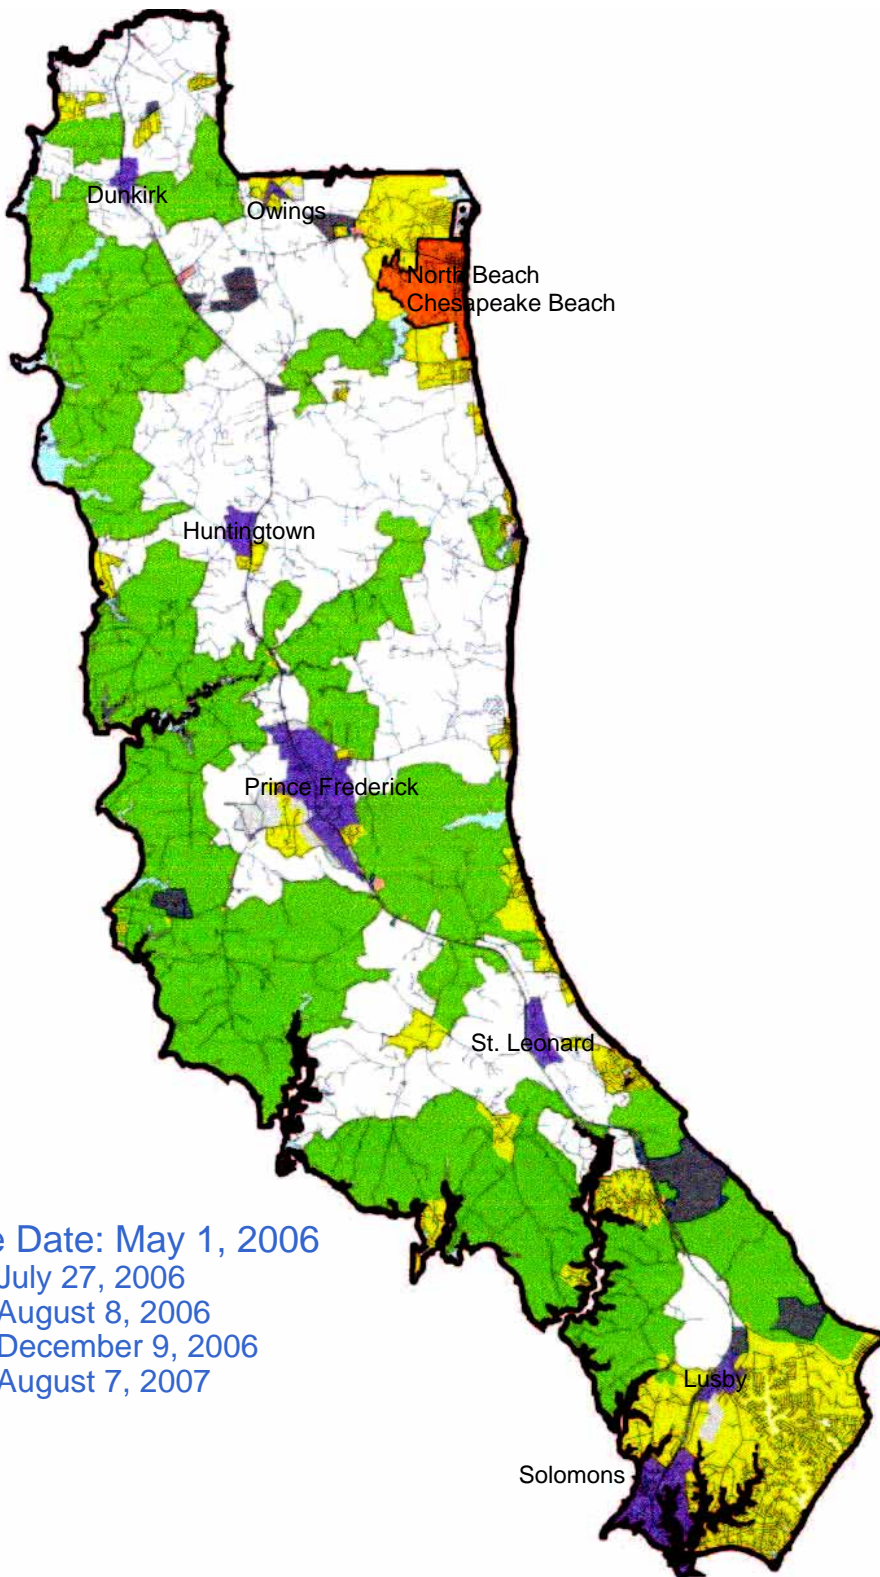 Dunkirk
Owings
North Beach
Chesapeake Beach
Huntingtown
Prince Frederick
St. Leonard
Date: May 1, 2006
July 27, 2006
August 8, 2006
December 9, 2006
August 7, 2007
Lusby
Solomons